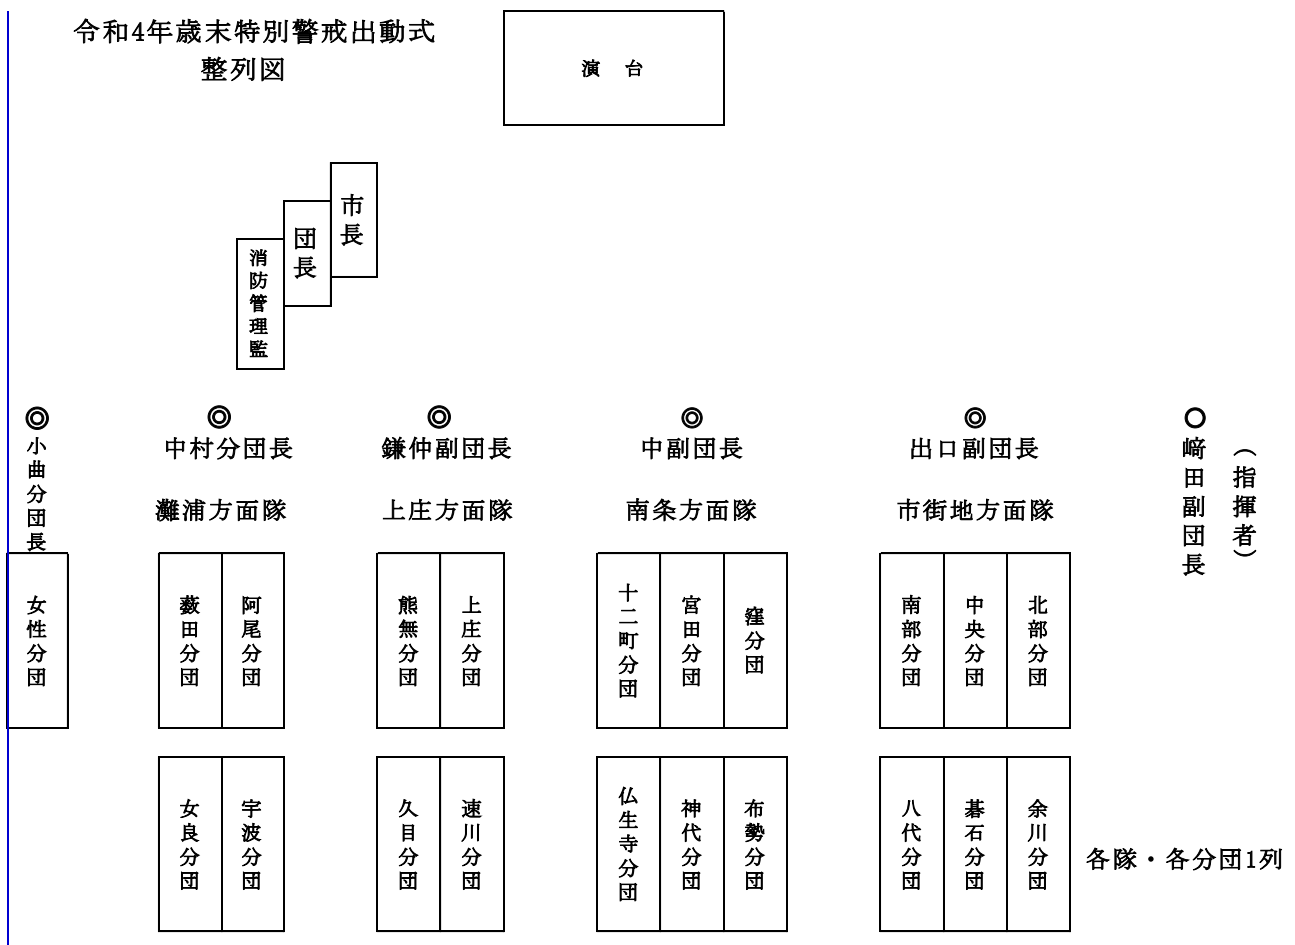 令和4年歳末特別警戒出動式
整列図
演　台
市長
団長
消防管理監
◎
小曲分団長
◎
中村分団長
◎
鎌仲副団長
◎
中副団長
◎
出口副団長
○
﨑田副団長
（指揮者）
灘浦方面隊
上庄方面隊
南条方面隊
市街地方面隊
女性分団
薮田分団
阿尾分団
熊無分団
上庄分団
十二町分団
宮田分団
窪分団
南部分団
中央分団
北部分団
女良分団
宇波分団
久目分団
速川分団
仏生寺分団
神代分団
布勢分団
八代分団
碁石分団
余川分団
各隊・各分団1列